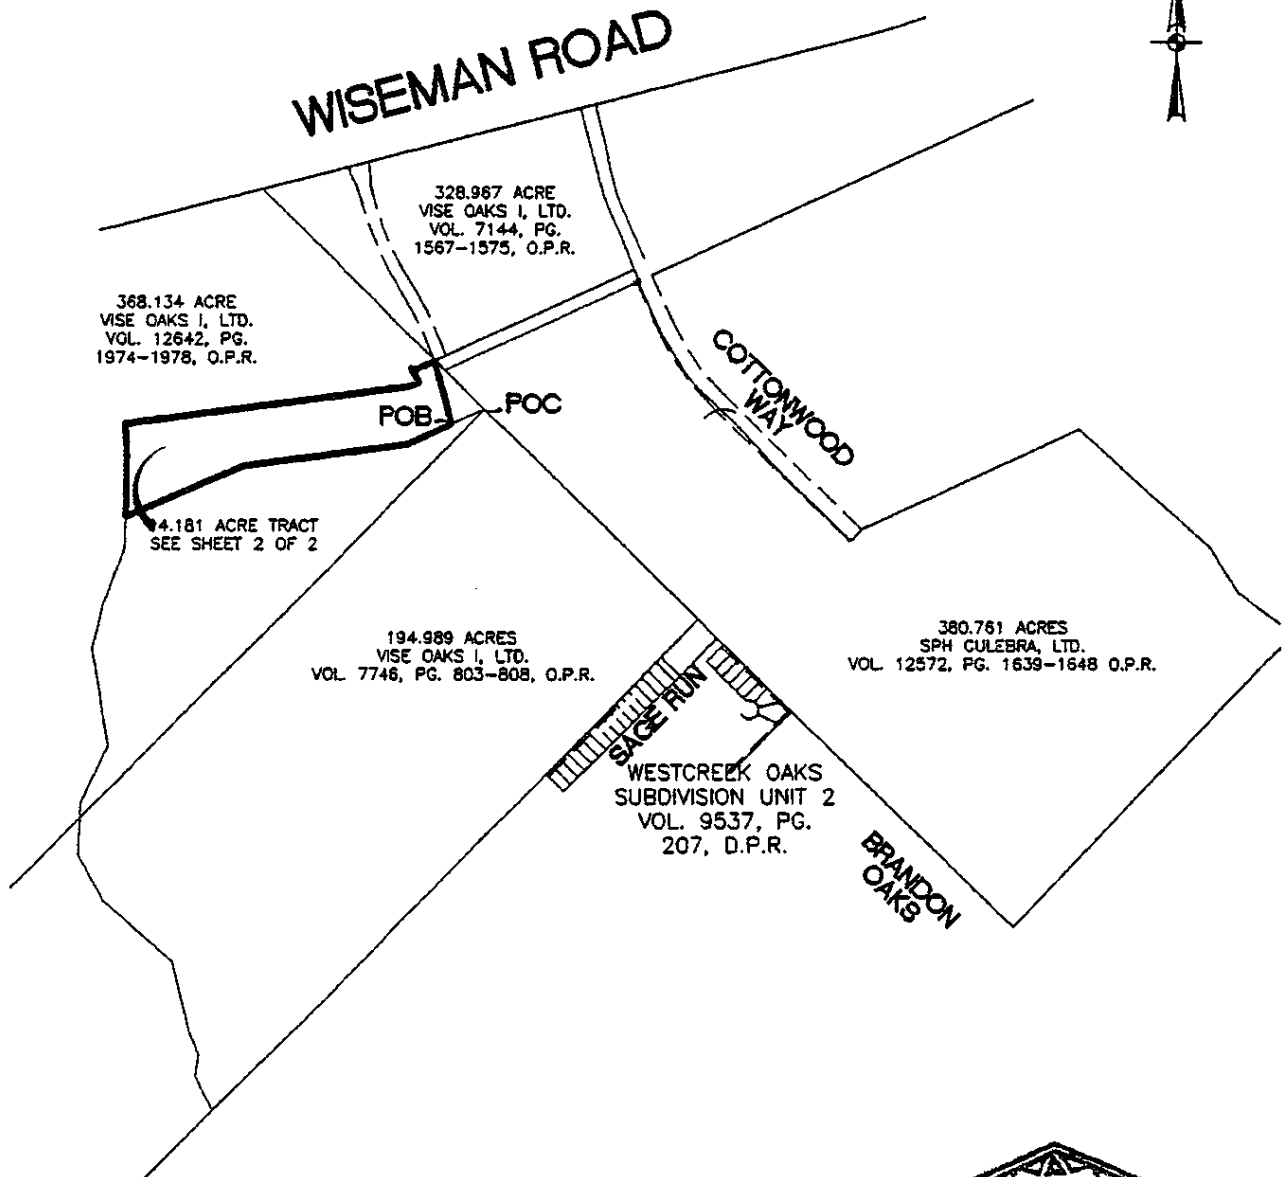 WISEMAN ROAD
328.967 ACRE
VISE OAKS I, LTD.
VOL. 7144, PG.
1567-1575, O.P.R.
368.134 ACRE
VISE OAKS I, LTD.
VOL. 12642, PG.
1974-1978, O.P.R.
COTTONWOOD
WAY
POB
POC
4.181 ACRE TRACT
SEE SHEET 2 OF 2
194.989 ACRES
VISE OAKS I, LTD.
VOL. 7746, PG. 803-808, O.P.R.
380.761 ACRES
SPH CULEBRA, LTD.
VOL. 12572, PG. 1639-1648 O.P.R.
SAGE RUN
WESTCREEK OAKS
SUBDIVISION UNIT 2
VOL. 9537, PG.
207, D.P.R.
BRANDON
OAKS